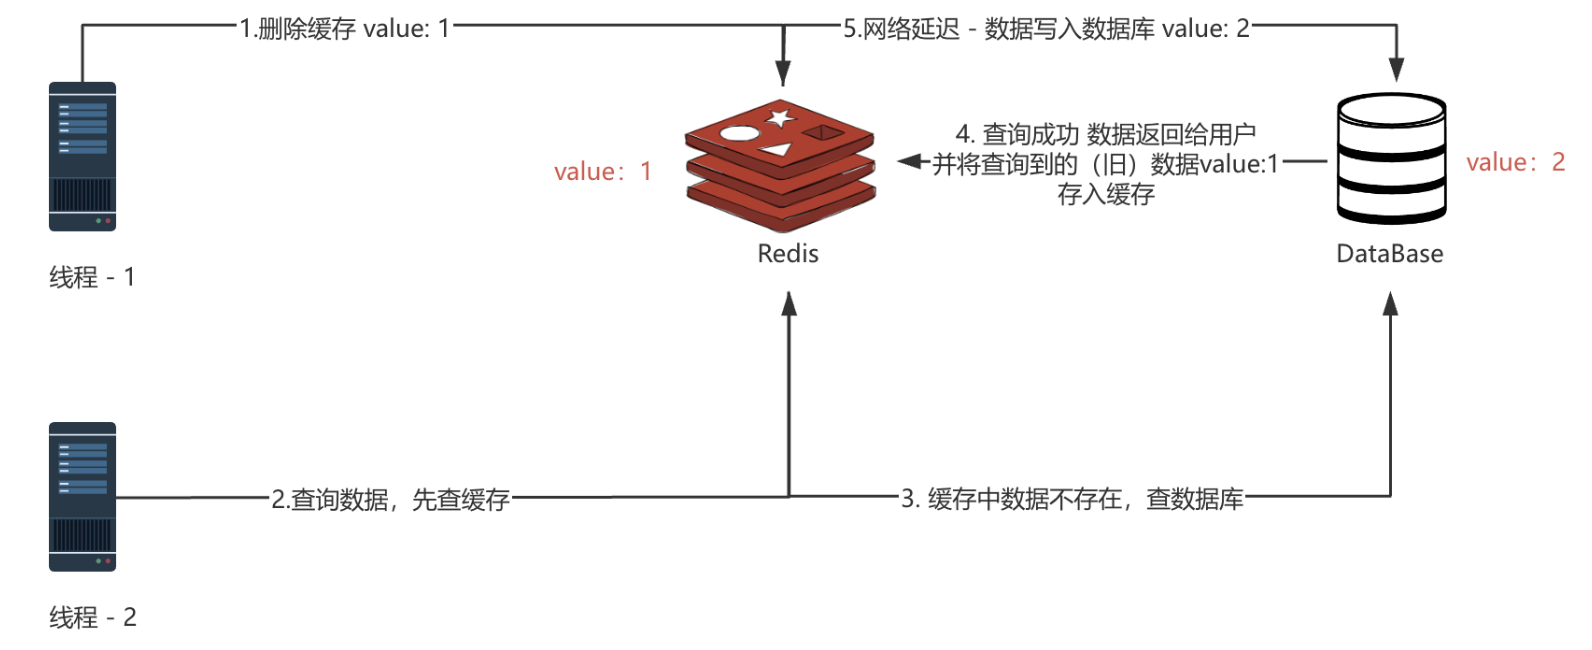 1.删除缓存 value: 1
5.网络延迟 - 数据写入数据库 value: 2
4. 查询成功 数据返回给用户
并将查询到的（旧）数据value:1
存入缓存
value：1
value：2
Redis
DataBase
线程 - 1
2.查询数据，先查缓存
3. 缓存中数据不存在，查数据库
线程 - 2